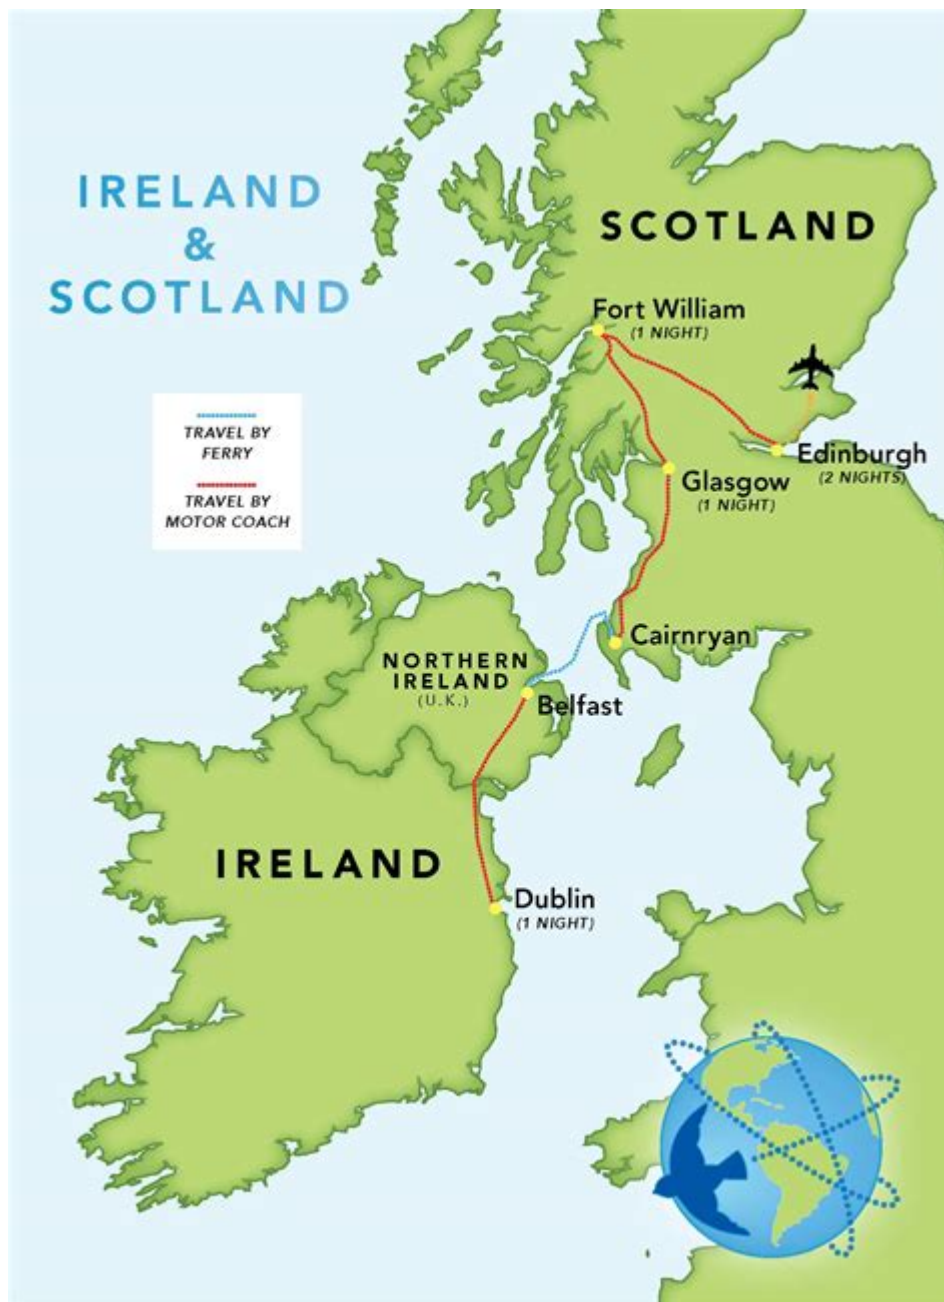 IRELAND
&
SCOTLAND
SCOTLAND
Fort William
(1 NIGHT)
TRAVEL BY
FERRY
TRAVEL BY
MOTOR COACH
Edinburgh
(2 NIGHTS)
Glasgow
(1 NIGHT)
Cairnryan
NORTHERN
IRELAND
(U.K.)
Belfast
IRELAND
Dublin
(1 NIGHT)